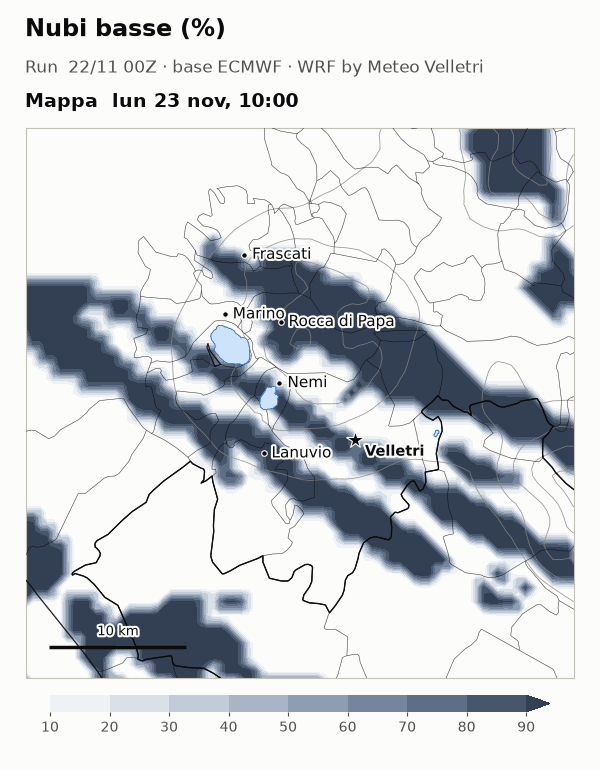 Nubi basse (%)
Run  22/11 00Z · base ECMWF · WRF by Meteo Velletri
Mappa  lun 23 nov, 10:00
Frascati
Marino
Rocca di Papa
Nemi
Velletri
Lanuvio
10 km
10 20 30 40 50 60 70 80 90